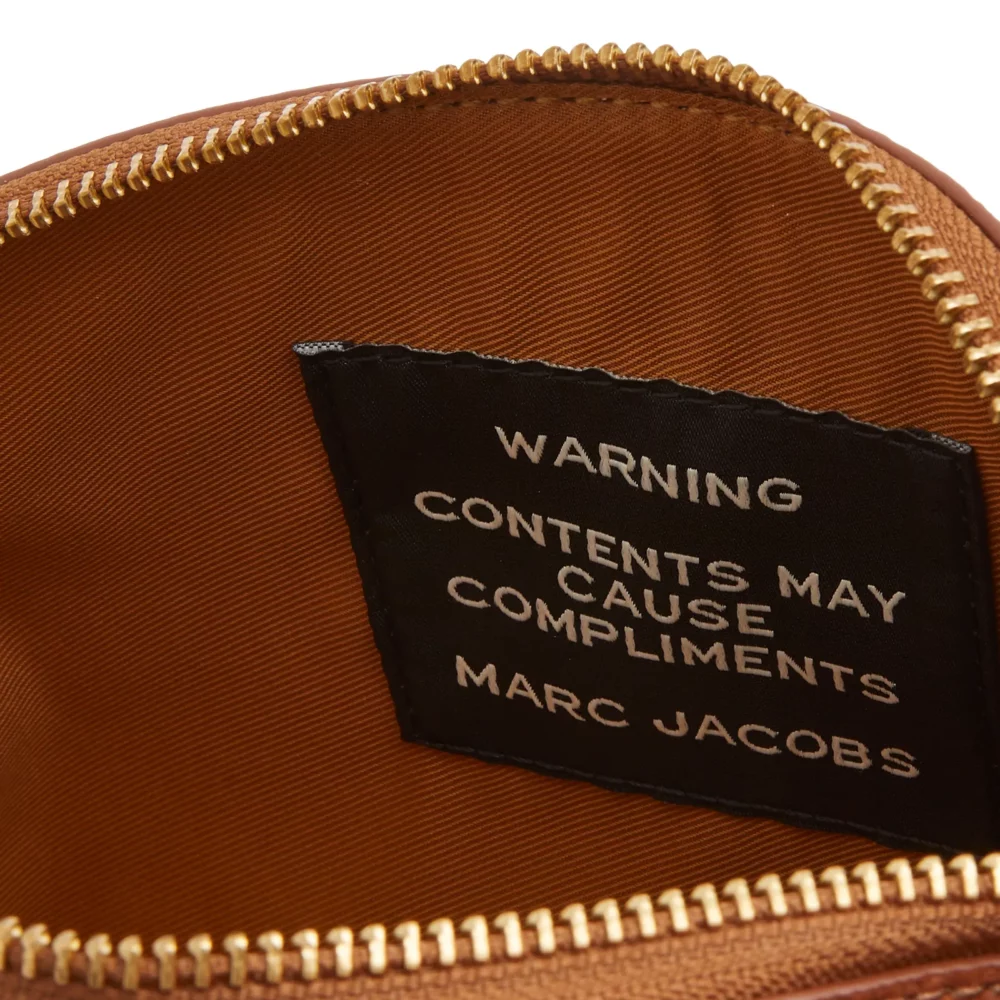 WARNING
CONTENTS MAY
CAUSE
COMPLIMENTS
MARC JACOBS